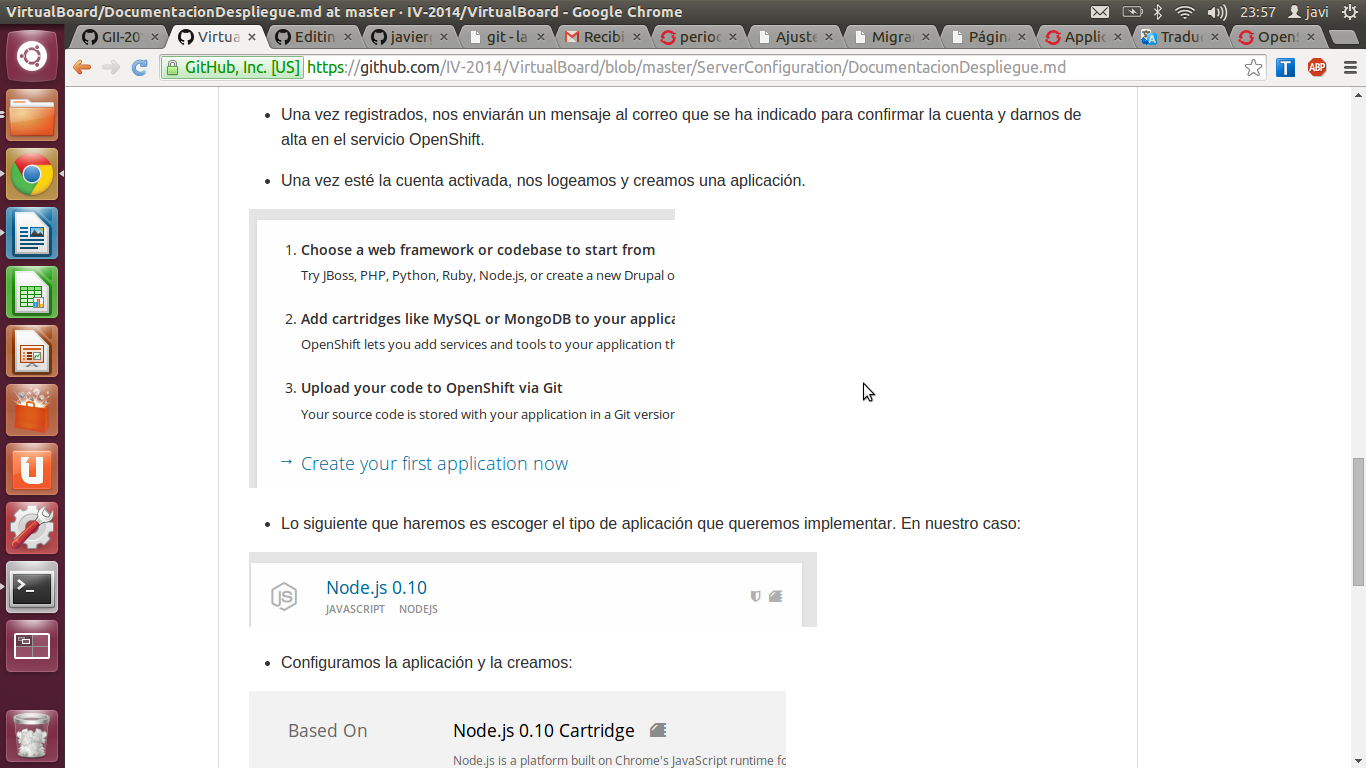 VirtualBoard/DocumentacionDespliegue.md at master · IV-2014/VirtualBoard - Google Chrome
23:57 javi
GII-20
Virtua
Editin
javierg
git - la
Recibi
period
Ajuste
Migrar
Página
Applic
Tradu
OpenS
GitHub, Inc. [US]
https://github.com/IV-2014/VirtualBoard/blob/master/ServerConfiguration/DocumentacionDespliegue.md
T
ABP
• Una vez registrados, nos enviarán un mensaje al correo que se ha indicado para confirmar la cuenta y darnos de
alta en el servicio OpenShift.
• Una vez esté la cuenta activada, nos logeamos y creamos una aplicación.
1. Choose a web framework or codebase to start from
Try JBoss, PHP, Python, Ruby, Node.js, or create a new Drupal o
2. Add cartridges like MySQL or MongoDB to your applica
OpenShift lets you add services and tools to your application th
3. Upload your code to OpenShift via Git
Your source code is stored with your application in a Git version
→ Create your first application now
• Lo siguiente que haremos es escoger el tipo de aplicación que queremos implementar. En nuestro caso:
JS
Node.js 0.10
JAVASCRIPT NODEJS
• Configuramos la aplicación y la creamos:
Based On
Node.js 0.10 Cartridge
Node.js is a platform built on Chrome's JavaScript runtime fo